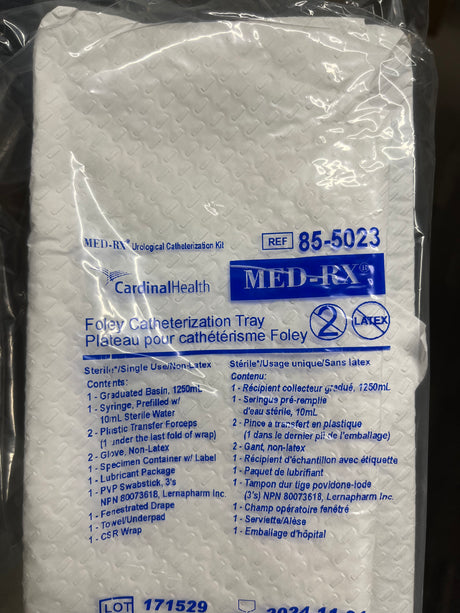 MED-RX® Urological Catheterization Kit
REF 85-5023
CardinalHealth
MED-RX®
Foley Catheterization Tray
Plateau pour cathétérisme Foley
2
LATEX
Sterile*/Single Use/Non-Latex
Contents:
1 - Graduated Basin, 1250mL
1 - Syringe, Prefilled w/
10mL Sterile Water
2 - Plastic Transfer Forceps
(1 under the last fold of wrap)
2 - Glove, Non-Latex
1 - Specimen Container w/ Label
1 - Lubricant Package
1 - PVP Swabstick, 3's
NPN 80073618, Lernapharm Inc.
1 - Fenestrated Drape
1 - Towel/Underpad
1 - CSR Wrap
Stérile*/Usage unique/Sans latex
Contenu:
1 - Récipient collecteur gradué, 1250mL
1 - Seringue pré-remplie
d'eau stérile, 10mL
2 - Pince à transfert en plastique
(1 dans le dernier pli de l'emballage)
2 - Gant, non-latex
1 - Récipient d'échantillon avec étiquette
1 - Paquet de lubrifiant
1 - Tampon dur tige povidone-iode
(3's) NPN 80073618, Lernapharm Inc.
1 - Champ opératoire fenêtré
1 - Serviette/Alèse
1 - Emballage d'hôpital
LOT 171529